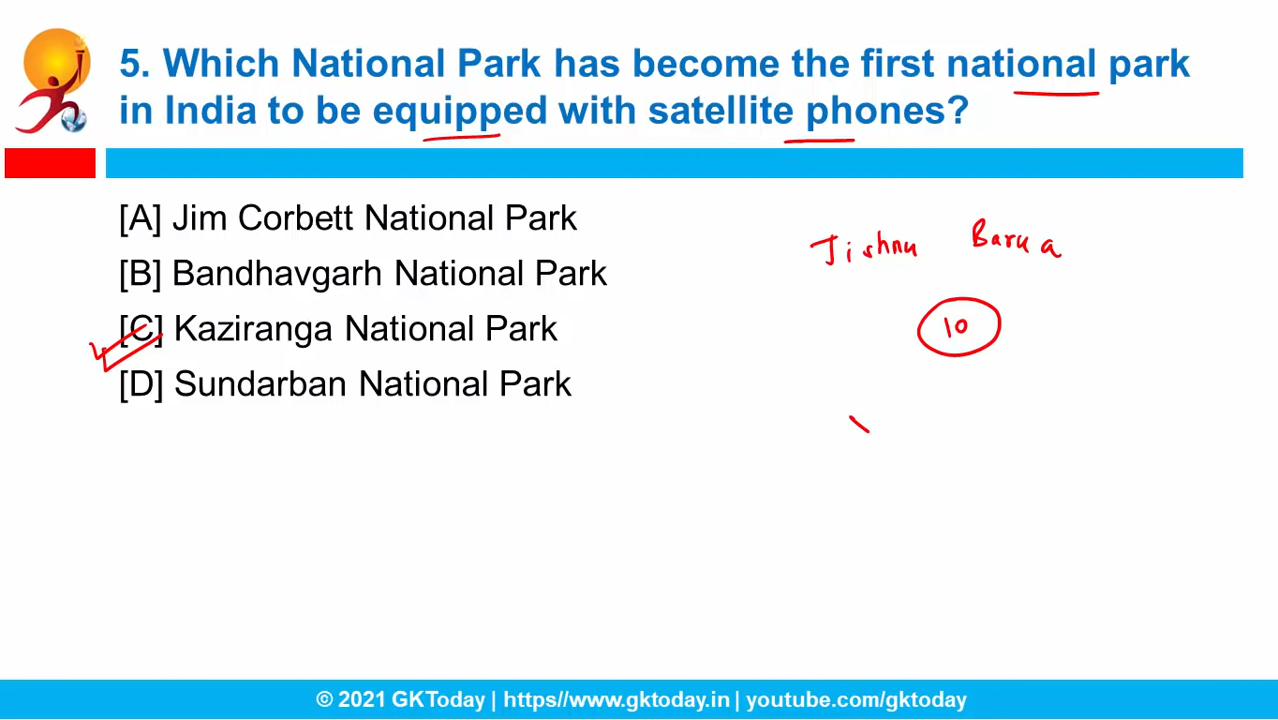 5. Which National Park has become the first national park
in India to be equipped with satellite phones?
[A] Jim Corbett National Park
[B] Bandhavgarh National Park
[C] Kaziranga National Park
[D] Sundarban National Park
Jishnu Barua
10
© 2021 GKToday | https//www.gktoday.in | youtube.com/gktoday